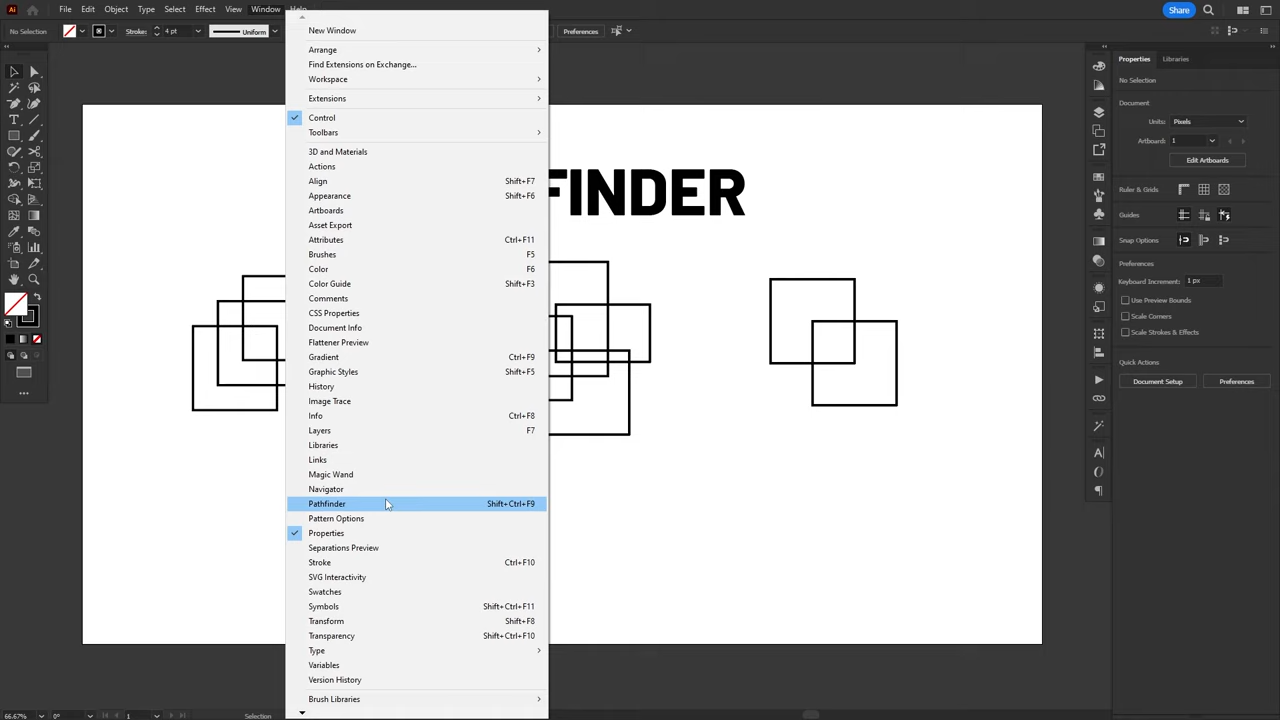 Ai File Edit Object Type Select Effect View Window Help Share
No Selection Stroke: 4 pt Uniform Preferences
New Window
Arrange
Find Extensions on Exchange...
Workspace
Extensions
Control
Toolbars
3D and Materials
Actions
Align Shift+F7
Appearance Shift+F6
Artboards
Asset Export
Attributes Ctrl+F11
Brushes F5
Color F6
Color Guide Shift+F3
Comments
CSS Properties
Document Info
Flattener Preview
Gradient Ctrl+F9
Graphic Styles Shift+F5
History
Image Trace
Info Ctrl+F8
Layers F7
Libraries
Links
Magic Wand
Navigator
Pathfinder Shift+Ctrl+F9
Pattern Options
Properties
Separations Preview
Stroke Ctrl+F10
SVG Interactivity
Swatches
Symbols Shift+Ctrl+F11
Transform Shift+F8
Transparency Shift+Ctrl+F10
Type
Variables
Version History
Brush Libraries
FINDER
Properties Libraries
No Selection
Document
Units: Pixels
Artboard: 1
Edit Artboards
Ruler & Grids
Guides
Snap Options
Preferences
Keyboard Increment: 1 px
Use Preview Bounds
Scale Corners
Scale Strokes & Effects
Quick Actions
Document Setup Preferences
66.67% 0° 1 Selection